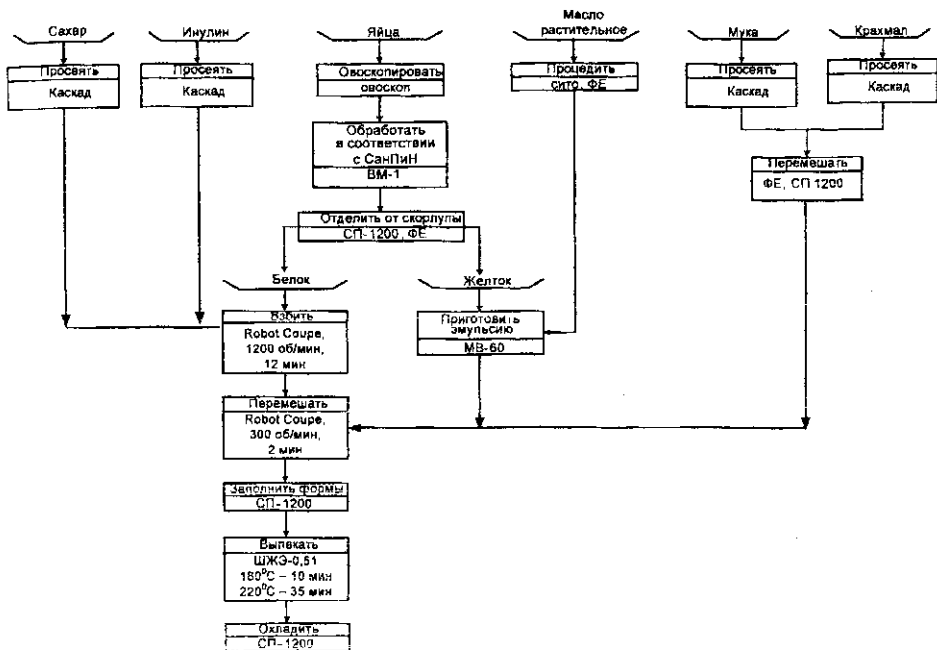 Сахар
Инулин
Яйца
Масло
растительное
Мука
Крахмал
Просеять
Каскад
Просеять
Каскад
Овоскопировать
овоскоп
Процедить
сито, ФЕ
Просеять
Каскад
Просеять
Каскад
Обработать
в соответствии
с СанПиН
ВМ-1
Перемешать
ФЕ, СП 1200
Отделить от скорлупы
СП-1200, ФЕ
Белок
Желток
Взбить
Robot Coupe,
1200 об/мин,
12 мин
Приготовить
эмульсию
МВ-60
Перемешать
Robot Coupe,
300 об/мин,
2 мин
Заполнить формы
СП-1200
Выпекать
ШЖЭ-0,51
180⁰С – 10 мин
220⁰С – 35 мин
Охладить
СП-1200